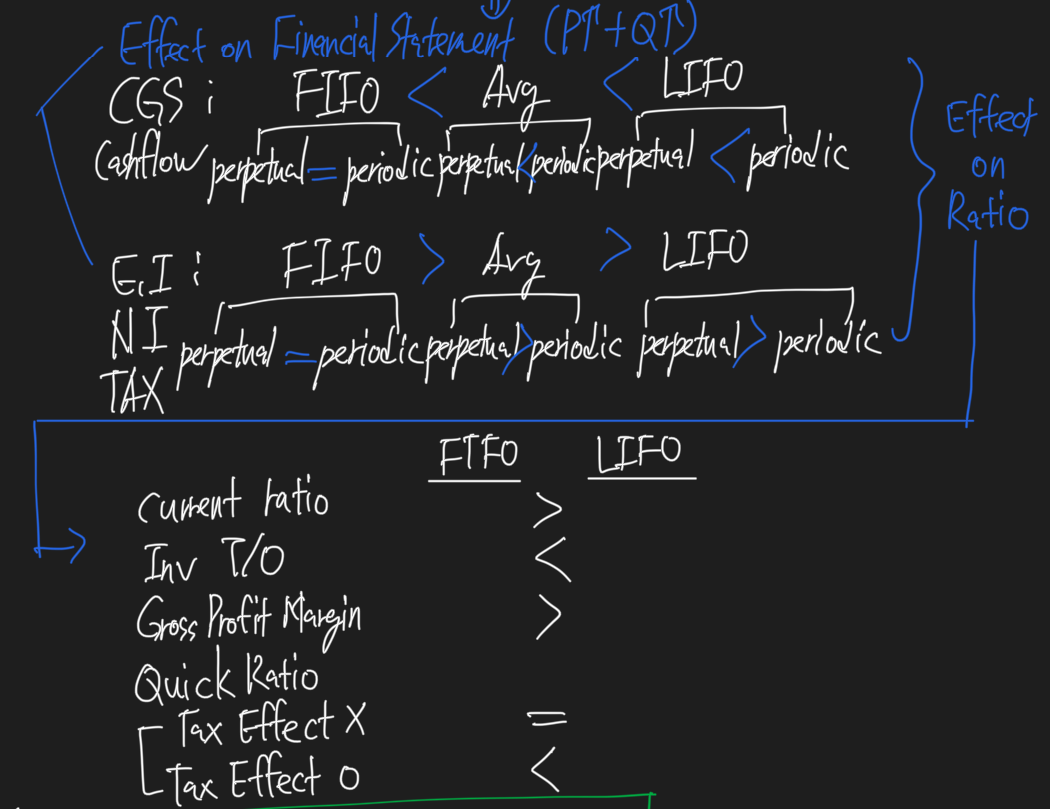 ①
Effect on Financial Statement (P↑+Q↑)
CGS : FIFO < Avg < LIFO
Cashflow perpetual = periodic perpetual < periodic perpetual < periodic
Effect
on
Ratio
E.I : FIFO > Avg > LIFO
NI
perpetual = periodic perpetual > periodic perpetual > periodic
TAX
FIFO LIFO
Current ratio >
Inv T/O <
Gross Profit Margin >
Quick Ratio
Tax Effect X =
Tax Effect O <